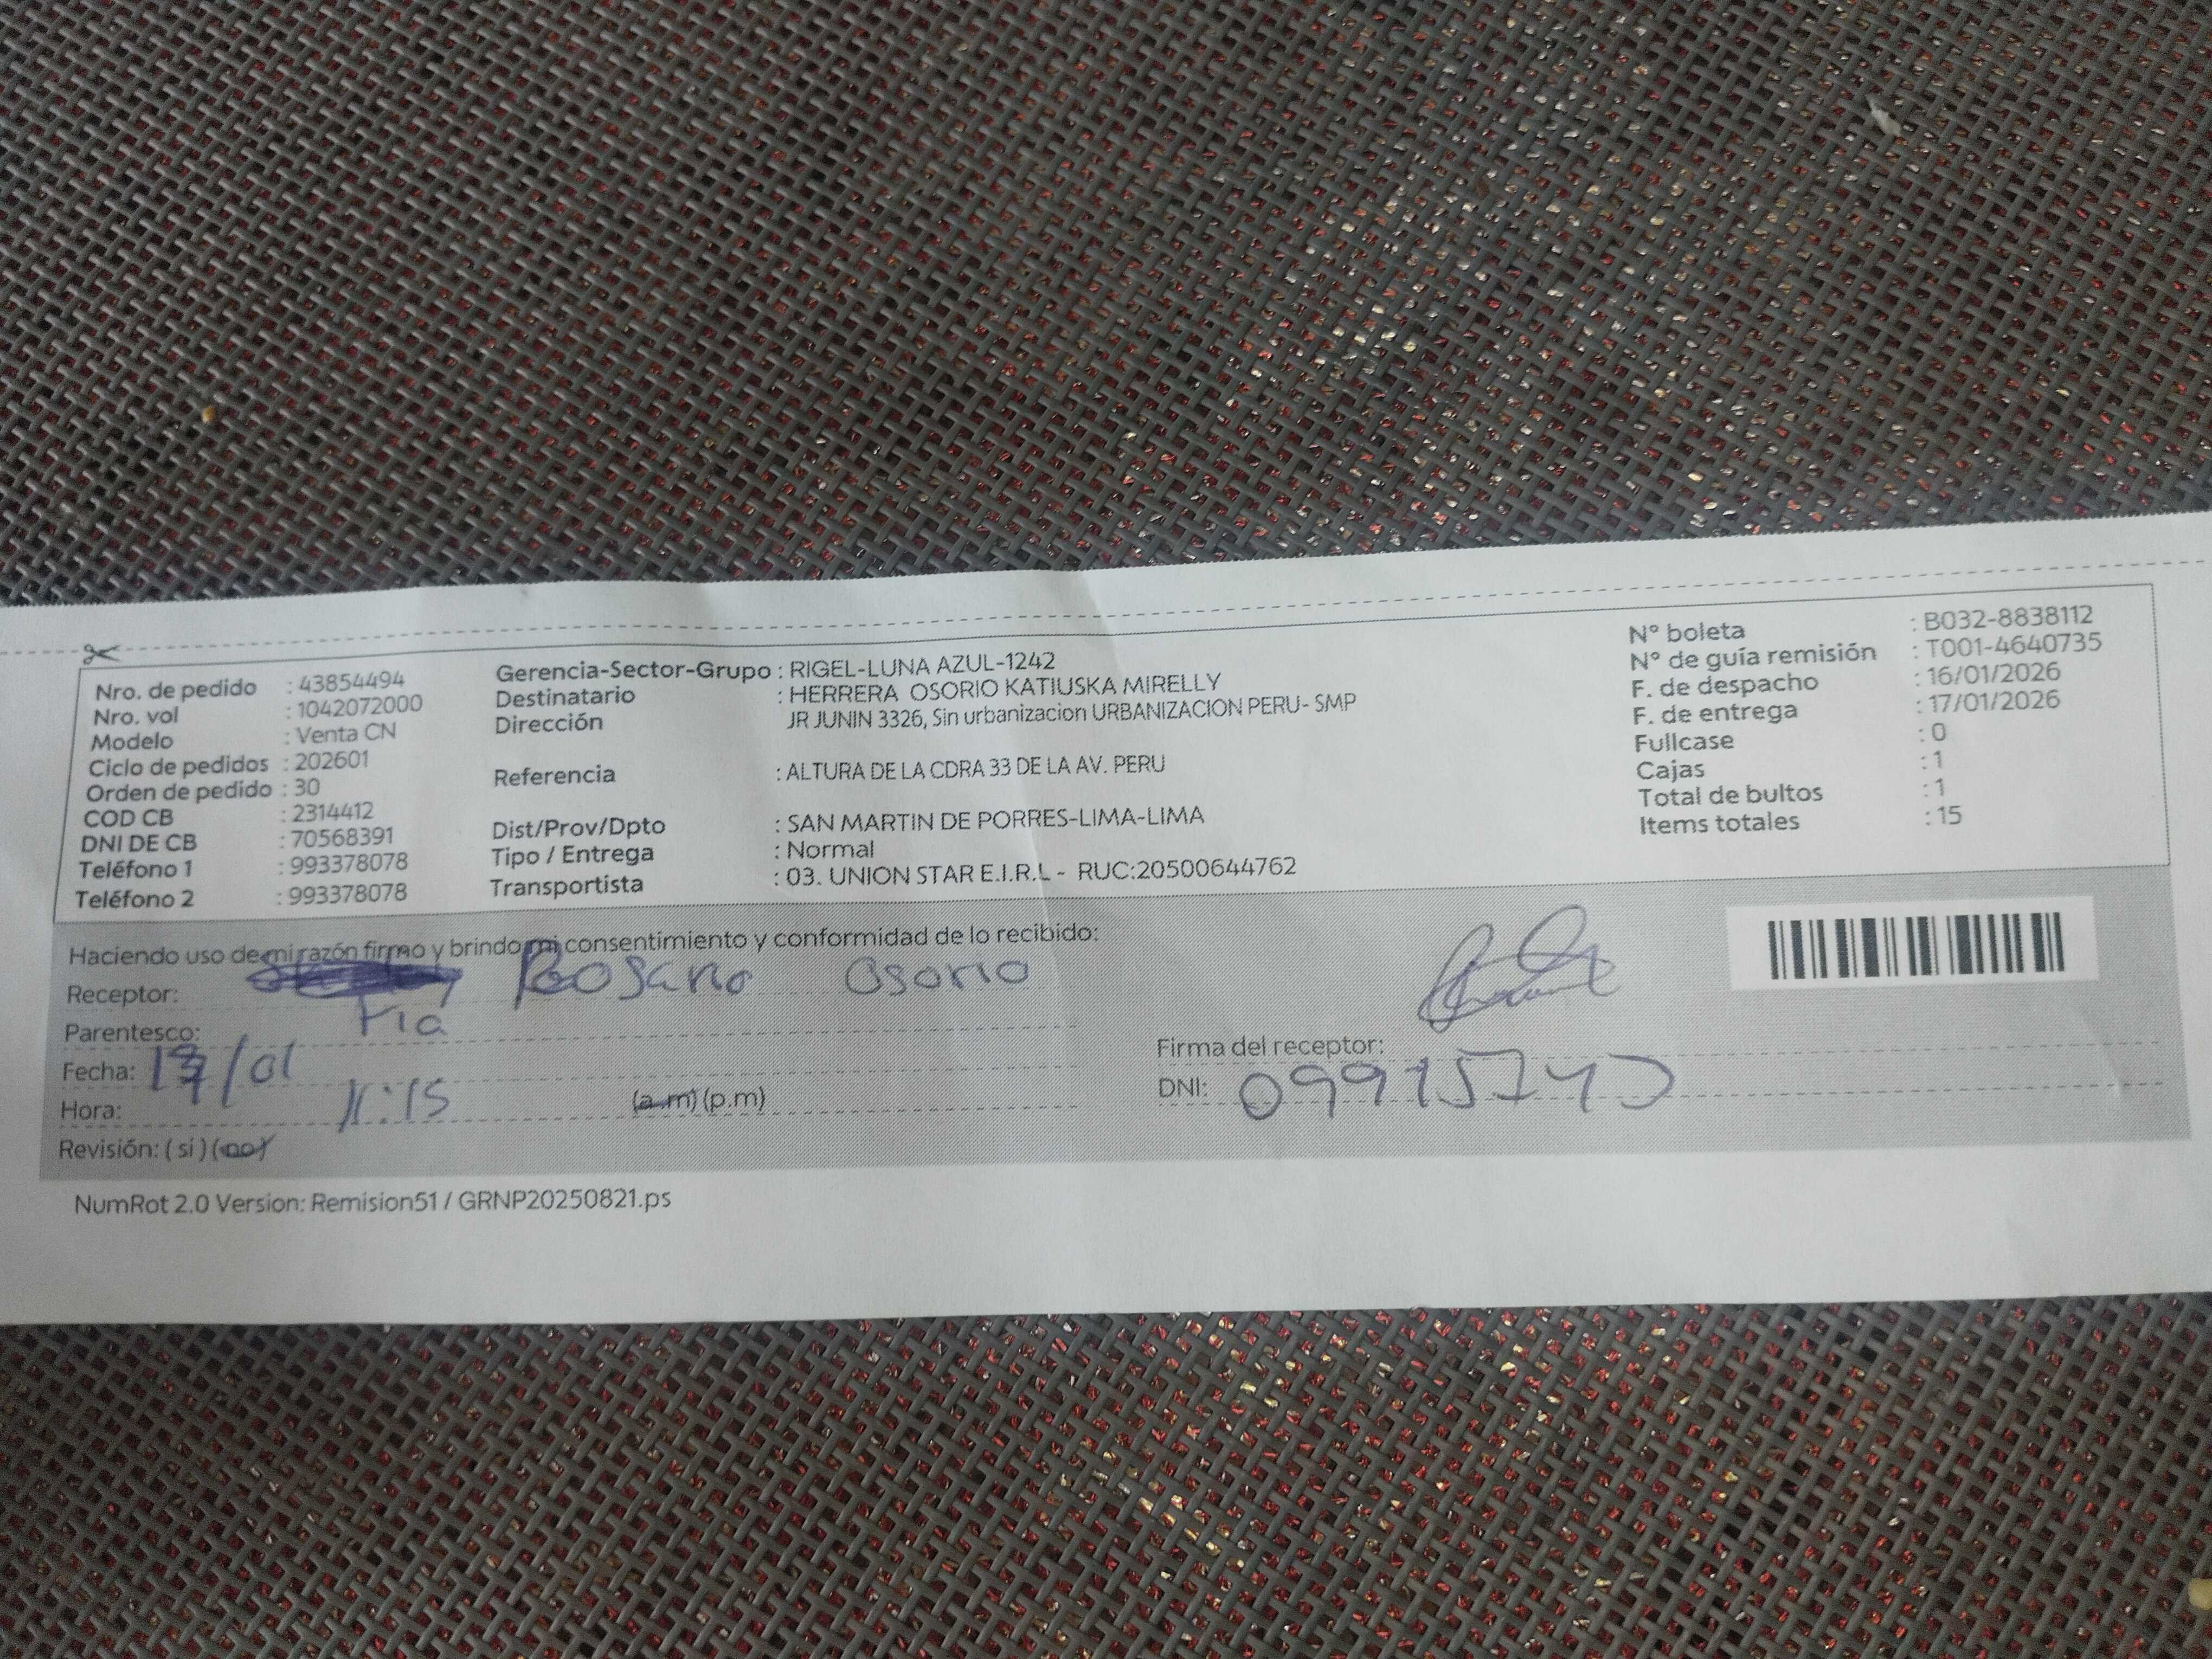 Nro. de pedido : 43854494
Nro. vol : 1042072000
Modelo : Venta CN
Ciclo de pedidos : 202601
Orden de pedido : 30
COD CB : 2314412
DNI DE CB : 70568391
Teléfono 1 : 993378078
Teléfono 2 : 993378078
Gerencia-Sector-Grupo : RIGEL-LUNA AZUL-1242
Destinatario : HERRERA OSORIO KATIUSKA MIRELLY
Dirección JR JUNIN 3326, Sin urbanizacion URBANIZACION PERU- SMP
Referencia : ALTURA DE LA CDRA 33 DE LA AV. PERU
Dist/Prov/Dpto : SAN MARTIN DE PORRES-LIMA-LIMA
Tipo / Entrega : Normal
Transportista : 03. UNION STAR E.I.R.L - RUC:20500644762
N° boleta : B032-8838112
N° de guía remisión : T001-4640735
F. de despacho : 16/01/2026
F. de entrega : 17/01/2026
Fullcase : 0
Cajas : 1
Total de bultos : 1
Items totales : 15
Haciendo uso de mi razón firmo y brindo mi consentimiento y conformidad de lo recibido:
Receptor: Rosario Osorio
Parentesco: Tia
Fecha: /01
Hora: 11:15 (a.m) (p.m)
Revisión: ( si ) (no)
Firma del receptor:
DNI:
NumRot 2.0 Version: Remision51 / GRNP20250821.ps